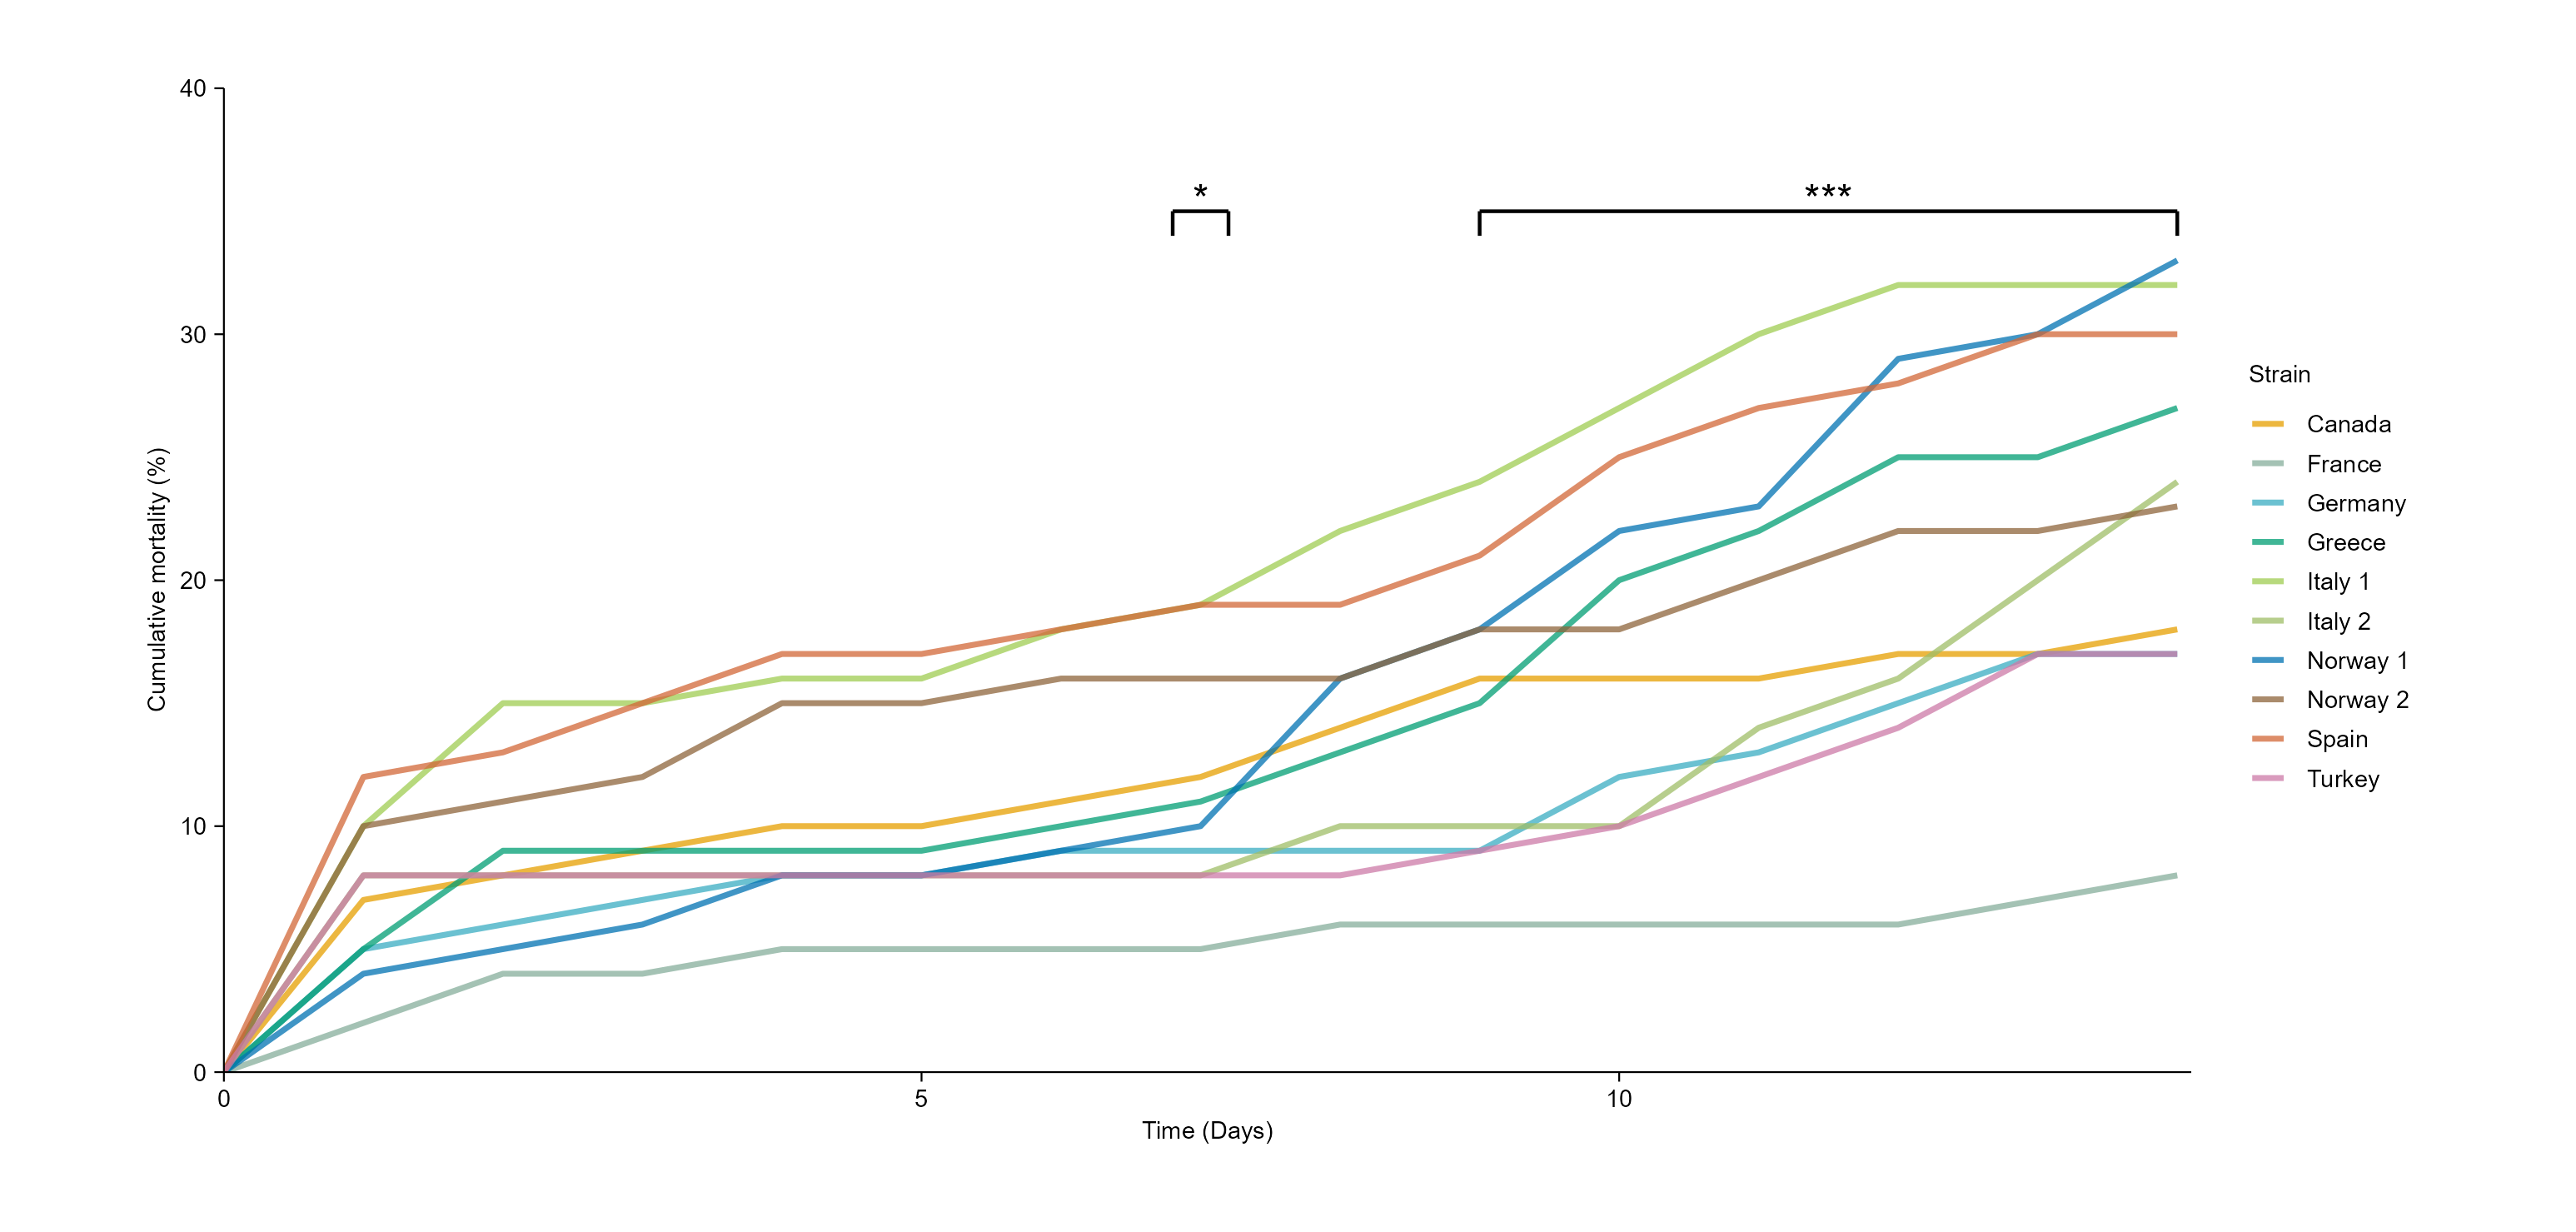 40
30
20
10
0
*
***
0
5
10
Time (Days)
Cumulative mortality (%)
Strain
Canada
France
Germany
Greece
Italy 1
Italy 2
Norway 1
Norway 2
Spain
Turkey